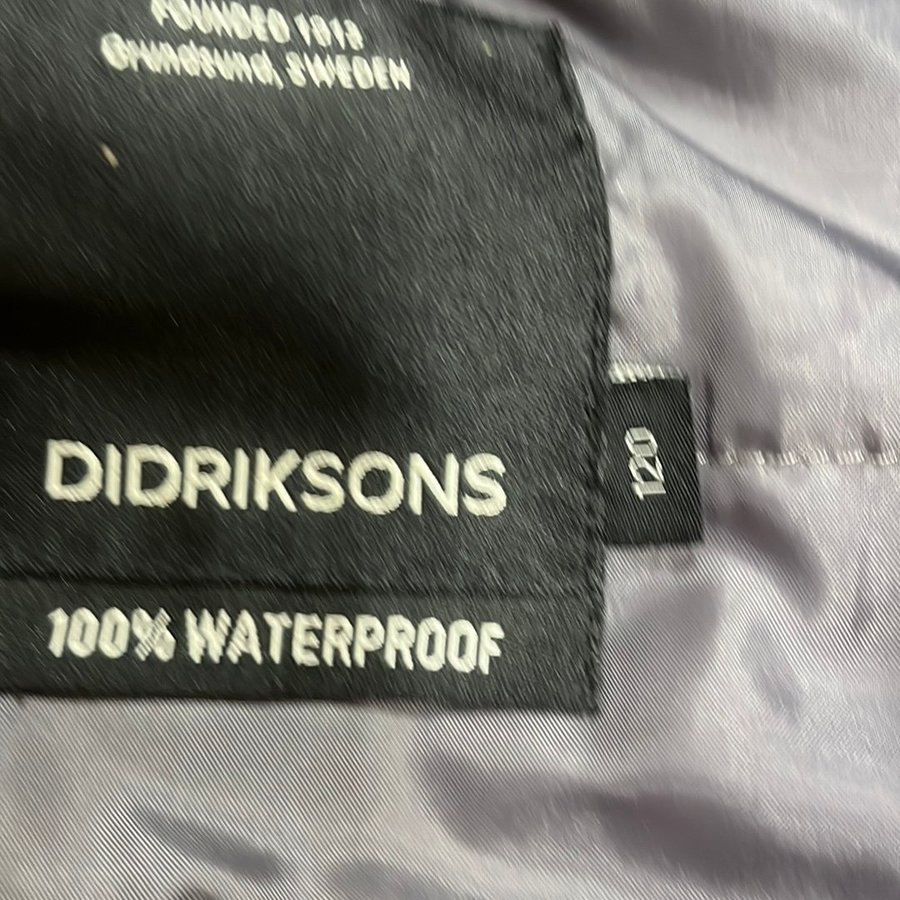 FOUNDED 1913
Grundsund, SWEDEN
DIDRIKSONS
120
100% WATERPROOF